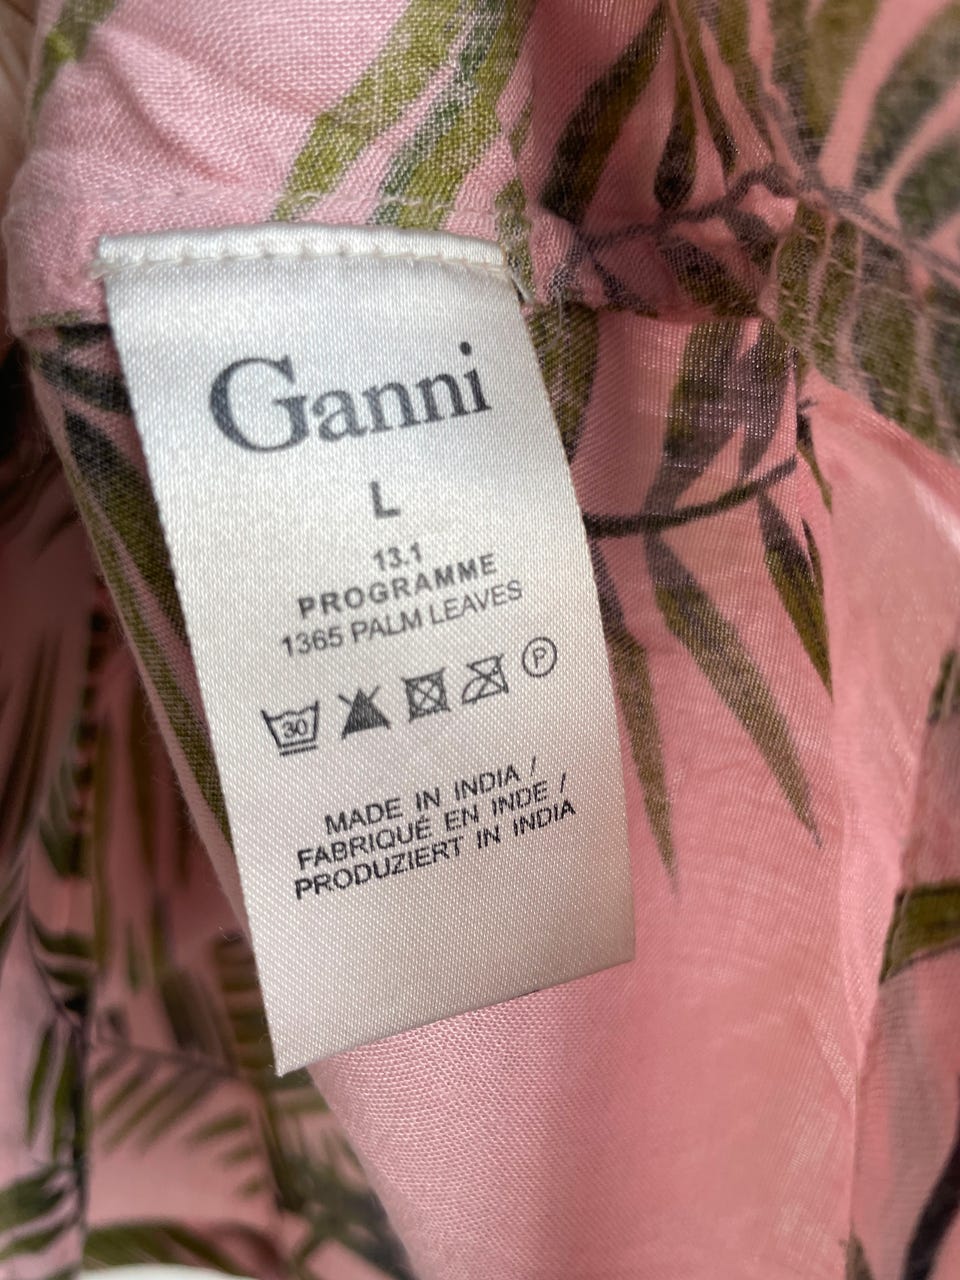 Ganni
L
13.1
PROGRAMME
1365 PALM LEAVES
30 P
MADE IN INDIA /
FABRIQUÉ EN INDE /
PRODUZIERT IN INDIA